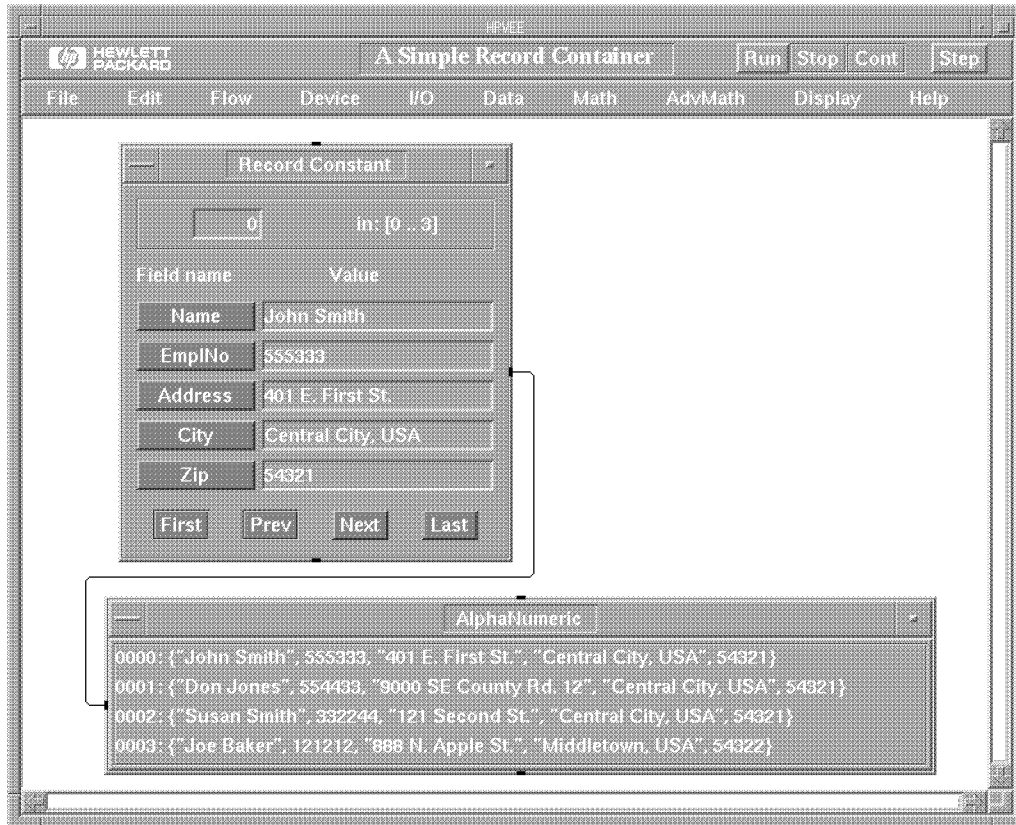 HPVEE
hp HEWLETT PACKARD A Simple Record Container Run Stop Cont Step
File Edit Flow Device I/O Data Math AdvMath Display Help
Record Constant
0 in: [0 .. 3]
Field name Value
Name John Smith
EmplNo 555333
Address 401 E. First St.
City Central City, USA
Zip 54321
First Prev Next Last
AlphaNumeric
0000: {"John Smith", 555333, "401 E. First St.", "Central City, USA", 54321}
0001: {"Don Jones", 554433, "9000 SE County Rd. 12", "Central City, USA", 54321}
0002: {"Susan Smith", 332244, "121 Second St.", "Central City, USA", 54321}
0003: {"Joe Baker", 121212, "888 N. Apple St.", "Middletown, USA", 54322}